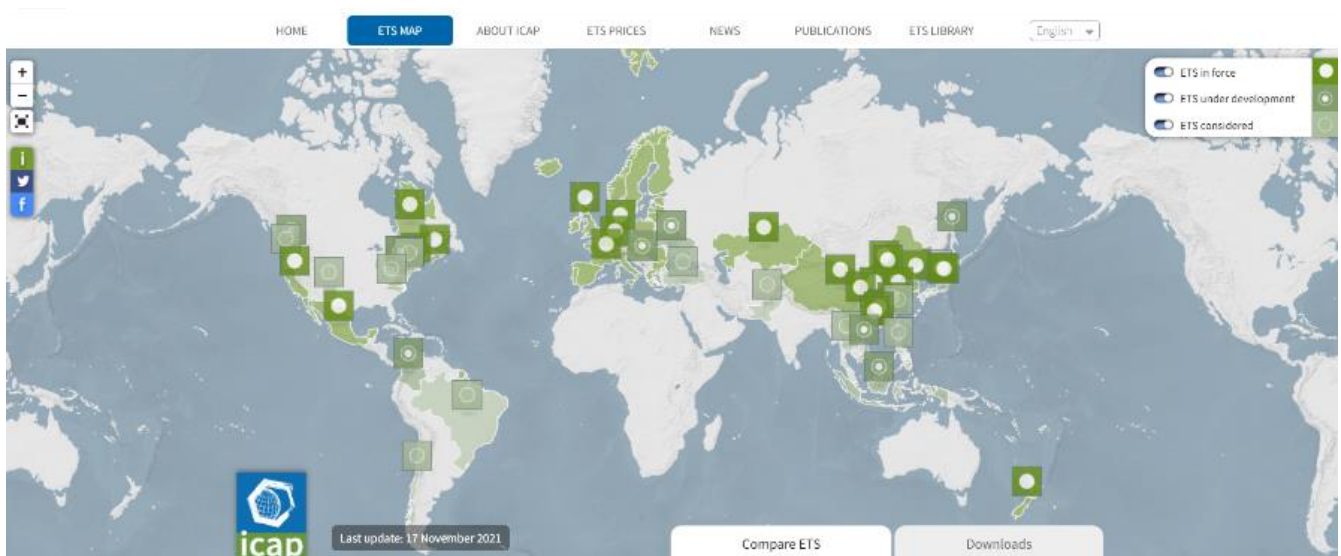 HOME ETS MAP ABOUT ICAP ETS PRICES NEWS PUBLICATIONS ETS LIBRARY English
+
−
i
f
ETS in force
ETS under development
ETS considered
icap
Last update: 17 November 2021
Compare ETS Downloads